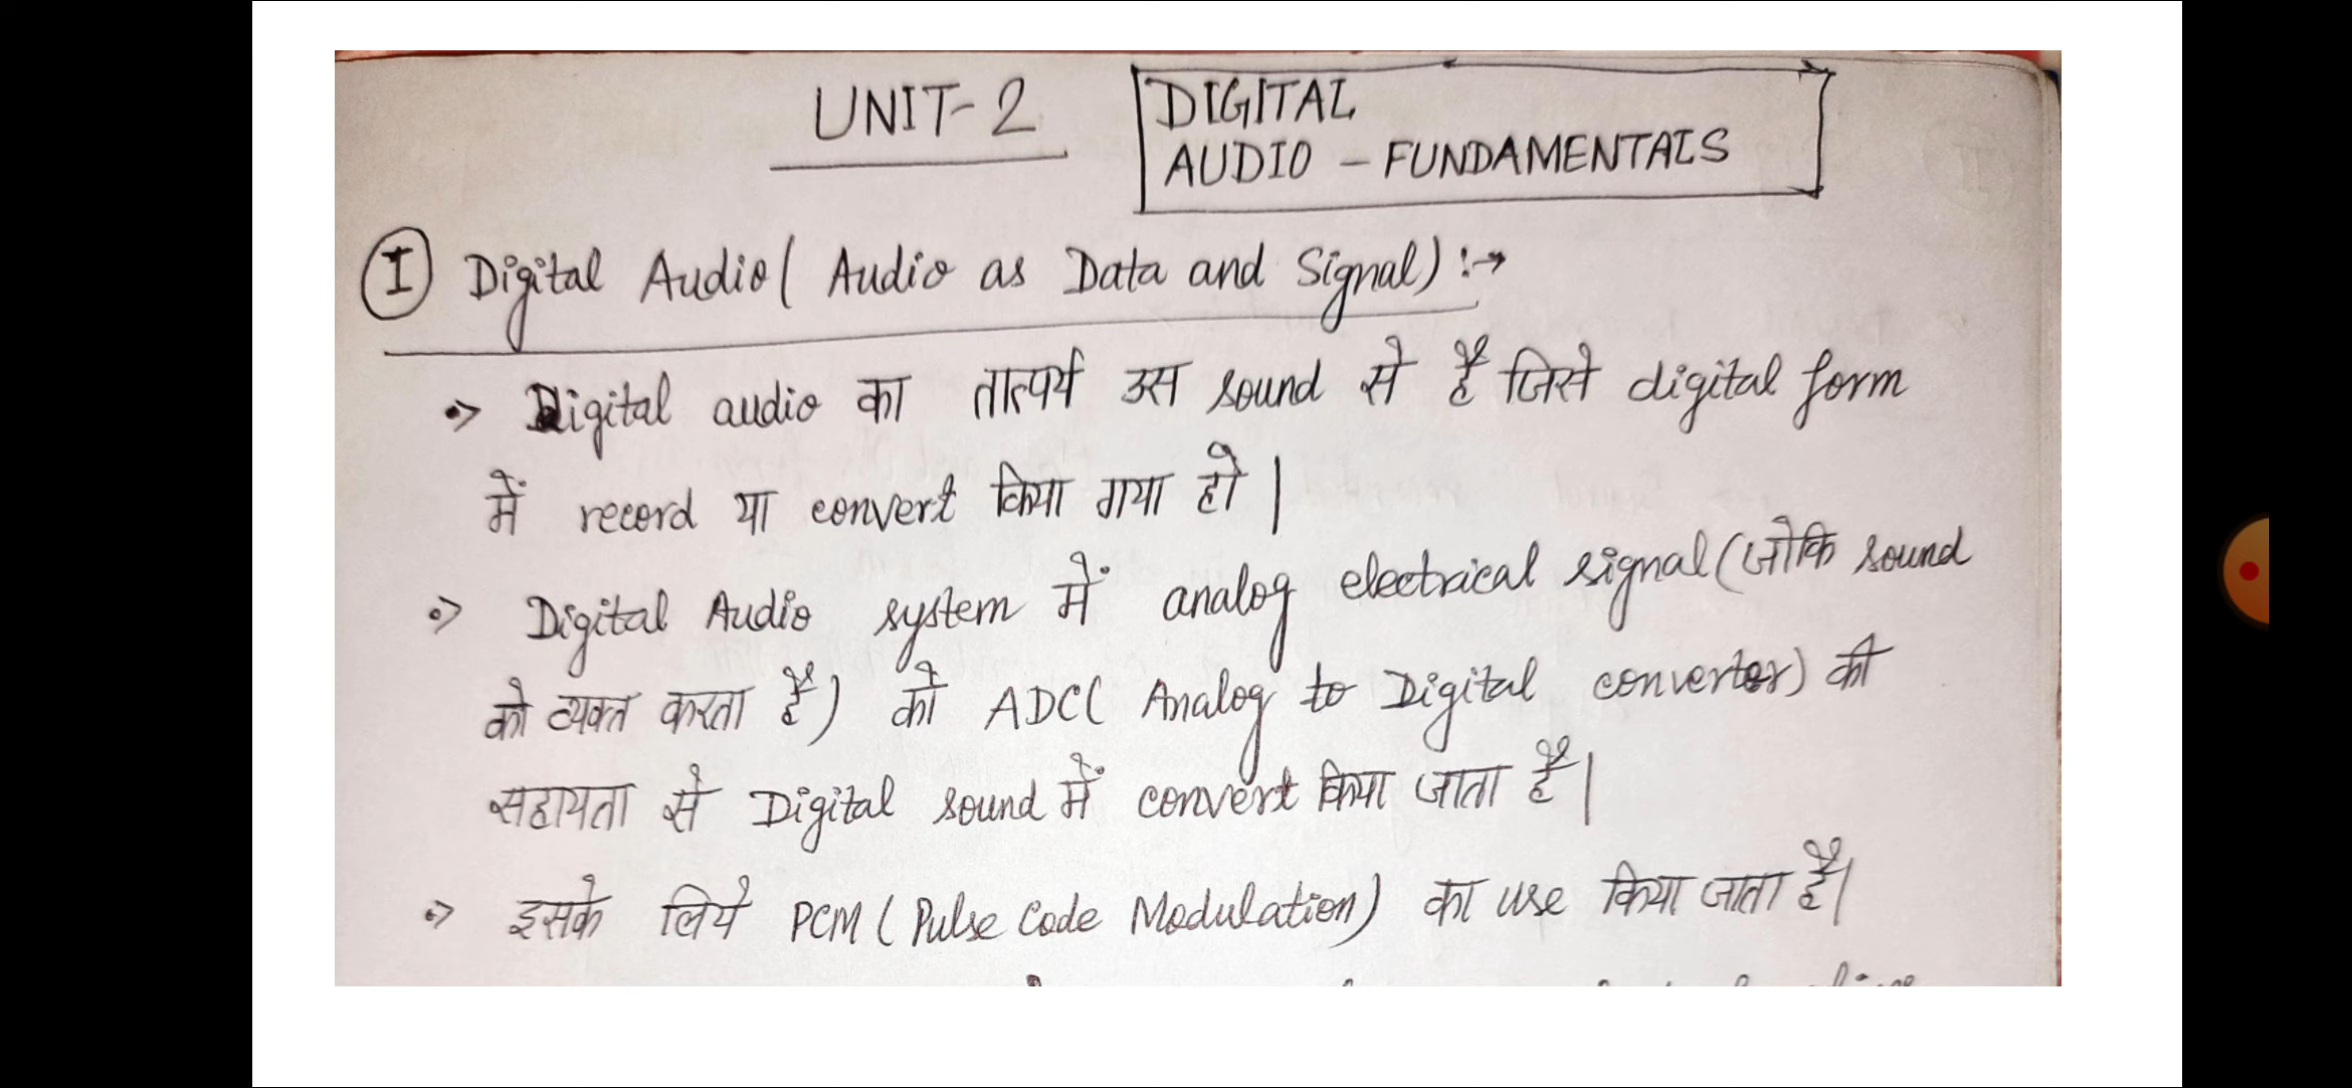 UNIT-2
DIGITAL
AUDIO - FUNDAMENTALS
I Digital Audio (Audio as Data and Signal) :→
Digital audio का तात्पर्य उस sound से है जिसे digital form
में record या convert किया गया हो |
Digital Audio system में analog electrical signal (जोकि sound
को व्यक्त करता है) को ADC ( Analog to Digital converter) की
सहायता से Digital sound में convert किया जाता है |
इसके लिये PCM ( Pulse Code Modulation) का use किया जाता है |